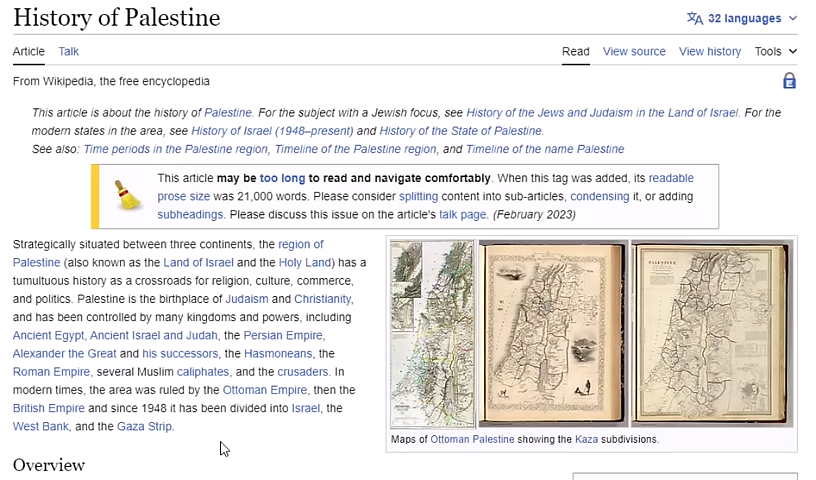 History of Palestine
32 languages
Article Talk
Read View source View history Tools
From Wikipedia, the free encyclopedia
This article is about the history of Palestine. For the subject with a Jewish focus, see History of the Jews and Judaism in the Land of Israel. For the
modern states in the area, see History of Israel (1948–present) and History of the State of Palestine.
See also: Time periods in the Palestine region, Timeline of the Palestine region, and Timeline of the name Palestine
This article may be too long to read and navigate comfortably. When this tag was added, its readable
prose size was 21,000 words. Please consider splitting content into sub-articles, condensing it, or adding
subheadings. Please discuss this issue on the article's talk page. (February 2023)
Strategically situated between three continents, the region of
Palestine (also known as the Land of Israel and the Holy Land) has a
tumultuous history as a crossroads for religion, culture, commerce,
and politics. Palestine is the birthplace of Judaism and Christianity,
and has been controlled by many kingdoms and powers, including
Ancient Egypt, Ancient Israel and Judah, the Persian Empire,
Alexander the Great and his successors, the Hasmoneans, the
Roman Empire, several Muslim caliphates, and the crusaders. In
modern times, the area was ruled by the Ottoman Empire, then the
British Empire and since 1948 it has been divided into Israel, the
West Bank, and the Gaza Strip.
PALESTINE
Maps of Ottoman Palestine showing the Kaza subdivisions.
Overview